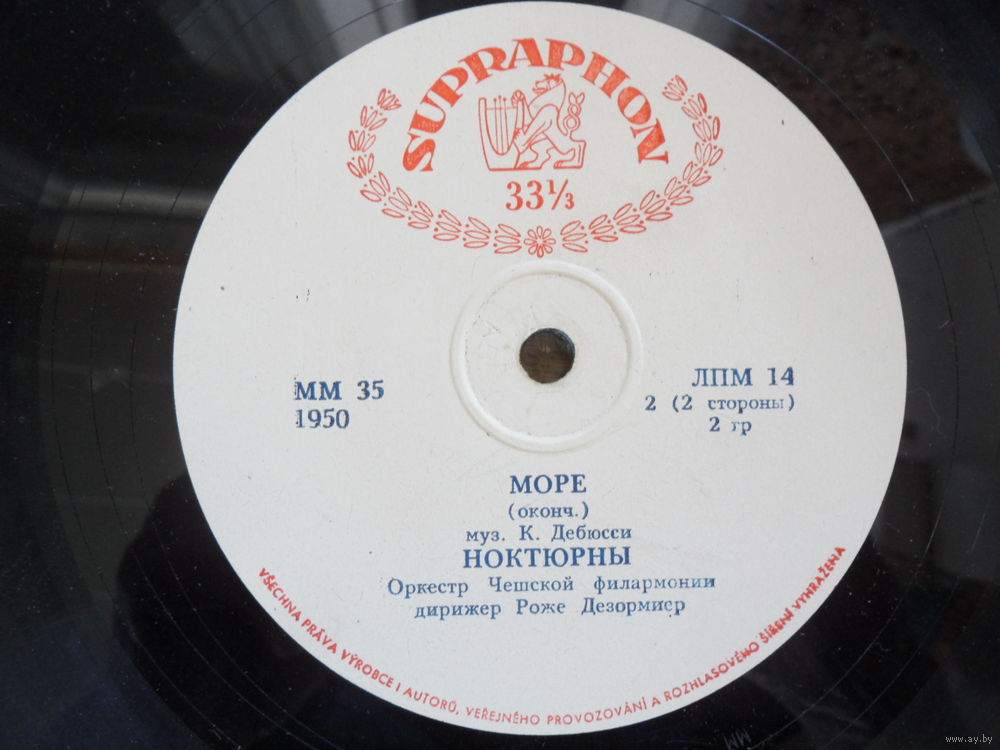 SUPRAPHON
33⅓
ММ 35
1950
ЛПМ 14
2 (2 стороны)
2 гр
МОРЕ
(оконч.)
муз. К. Дебюсси
НОКТЮРНЫ
Оркестр Чешской филармонии
дирижер Роже Дезормиер
VŠECHNA PRÁVA VÝROBCE I AUTORŮ, VEŘEJNÉHO PROVOZOVÁNÍ A ROZHLASOVÉHO ŠÍŘENÍ VYHRAŽENA
www.ay.by